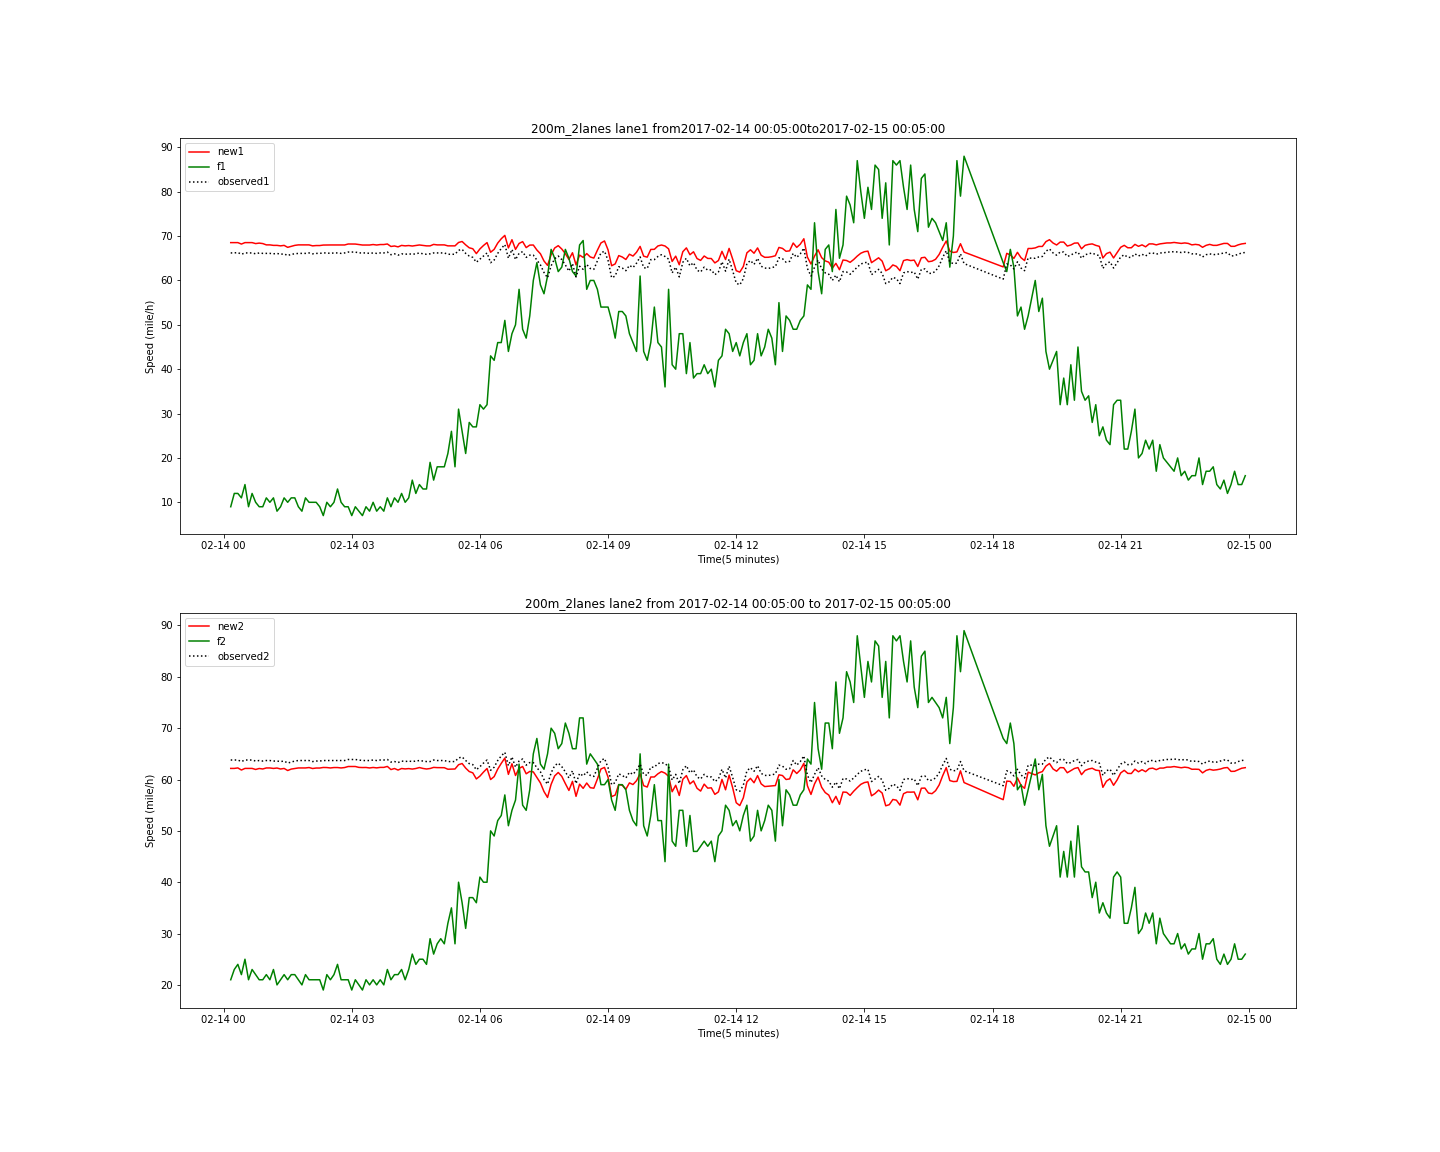 200m_2lanes lane1 from2017-02-14 00:05:00to2017-02-15 00:05:00
new1
f1
observed1
90
80
70
60
50
40
30
20
10
Speed (mile/h)
02-14 00 02-14 03 02-14 06 02-14 09 02-14 12 02-14 15 02-14 18 02-14 21 02-15 00
Time(5 minutes)
200m_2lanes lane2 from 2017-02-14 00:05:00 to 2017-02-15 00:05:00
new2
f2
observed2
90
80
70
60
50
40
30
20
Speed (mile/h)
02-14 00 02-14 03 02-14 06 02-14 09 02-14 12 02-14 15 02-14 18 02-14 21 02-15 00
Time(5 minutes)